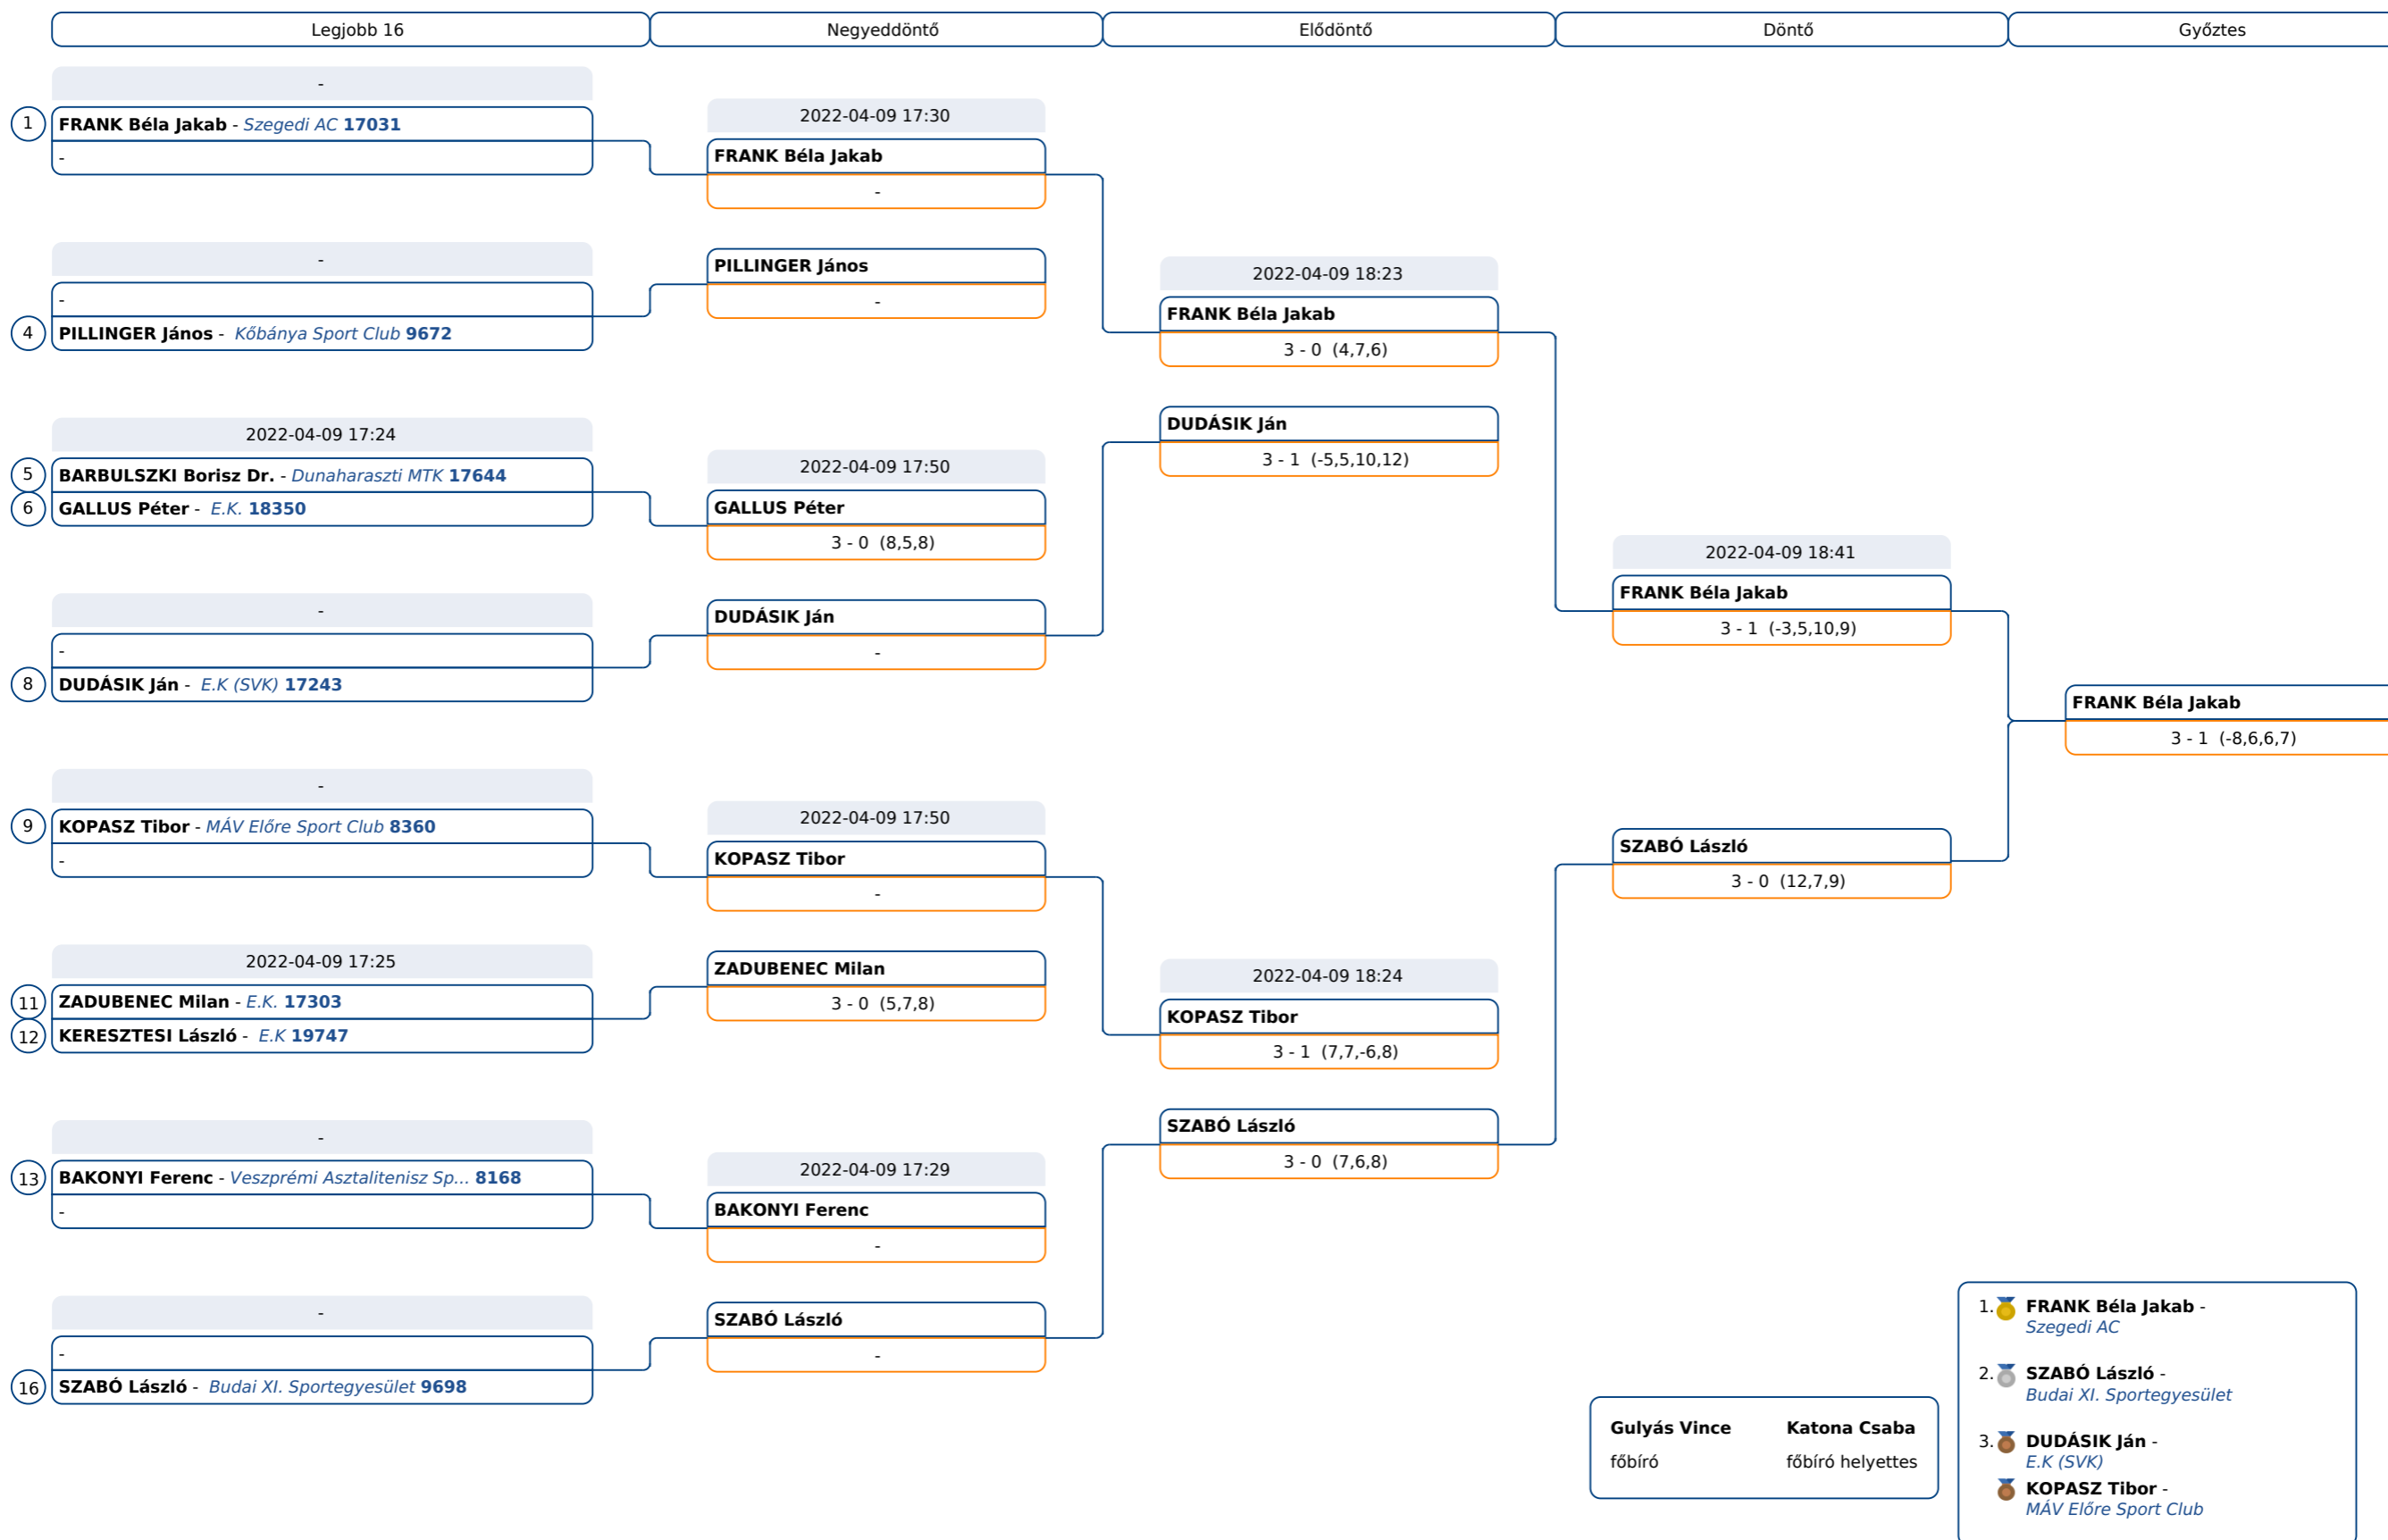 Legjobb 16
Negyeddöntő
Elődöntő
Döntő
Győztes
-
1 FRANK Béla Jakab - Szegedi AC 17031
-
-
-
4 PILLINGER János - Kőbánya Sport Club 9672
2022-04-09 17:24
5 BARBULSZKI Borisz Dr. - Dunaharaszti MTK 17644
6 GALLUS Péter - E.K. 18350
-
-
8 DUDÁSIK Ján - E.K (SVK) 17243
-
9 KOPASZ Tibor - MÁV Előre Sport Club 8360
-
2022-04-09 17:25
11 ZADUBENEC Milan - E.K. 17303
12 KERESZTESI László - E.K 19747
-
13 BAKONYI Ferenc - Veszprémi Asztalitenisz Sp... 8168
-
-
-
16 SZABÓ László - Budai XI. Sportegyesület 9698
2022-04-09 17:30
FRANK Béla Jakab
-
PILLINGER János
-
2022-04-09 17:50
GALLUS Péter
3 - 0 (8,5,8)
DUDÁSIK Ján
-
2022-04-09 17:50
KOPASZ Tibor
-
ZADUBENEC Milan
3 - 0 (5,7,8)
2022-04-09 17:29
BAKONYI Ferenc
-
SZABÓ László
-
2022-04-09 18:23
FRANK Béla Jakab
3 - 0 (4,7,6)
DUDÁSIK Ján
3 - 1 (-5,5,10,12)
2022-04-09 18:24
KOPASZ Tibor
3 - 1 (7,7,-6,8)
SZABÓ László
3 - 0 (7,6,8)
2022-04-09 18:41
FRANK Béla Jakab
3 - 1 (-3,5,10,9)
SZABÓ László
3 - 0 (12,7,9)
FRANK Béla Jakab
3 - 1 (-8,6,6,7)
Gulyás Vince
főbíró
Katona Csaba
főbíró helyettes
1. FRANK Béla Jakab -
Szegedi AC
2. SZABÓ László -
Budai XI. Sportegyesület
3. DUDÁSIK Ján -
E.K (SVK)
KOPASZ Tibor -
MÁV Előre Sport Club